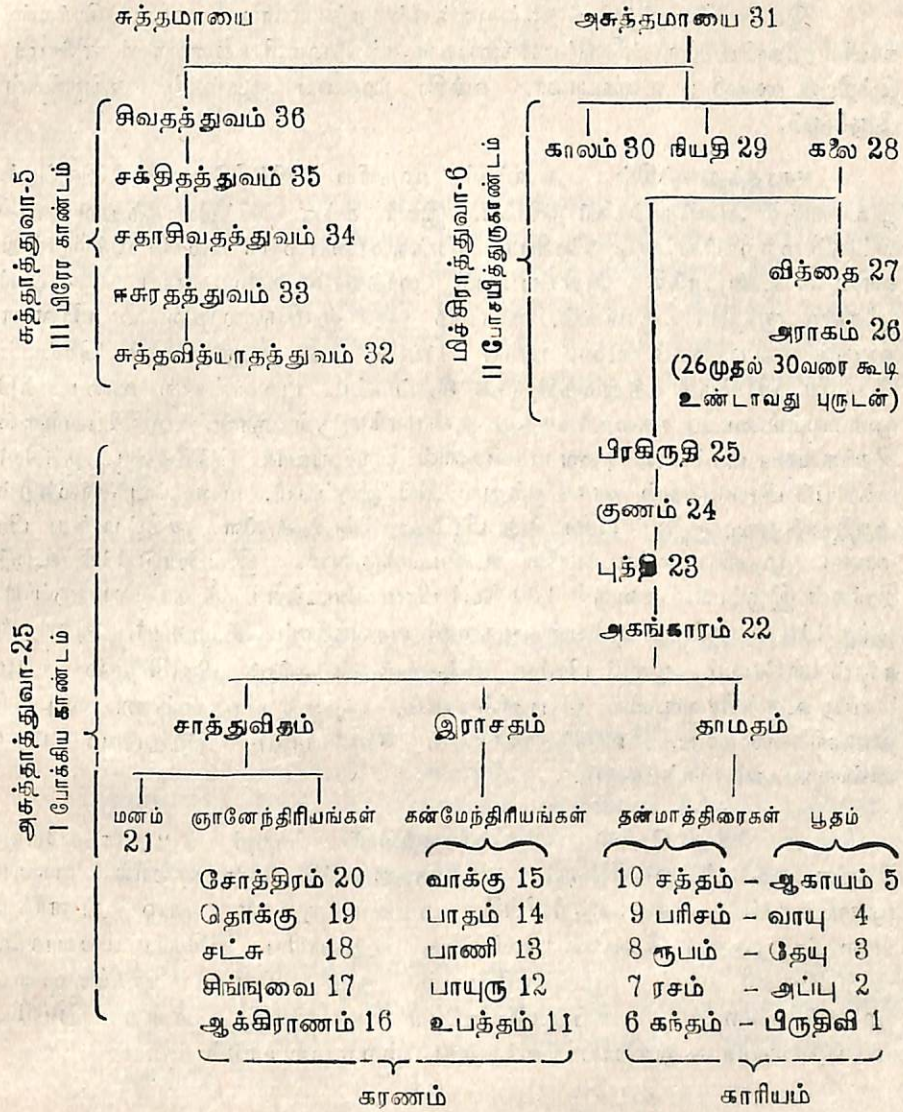 சுத்தமாயை அசுத்தமாயை 31
சுத்தாத்துவா-5
III பிரேர காண்டம்
சிவதத்துவம் 36
சக்திதத்துவம் 35
சதாசிவதத்துவம் 34
ஈசுரதத்துவம் 33
சுத்தவித்யாதத்துவம் 32
மிச்சிரோர்த்துவா-6
II போசயித்துருகாண்டம்
காலம் 30 நியதி 29 கலை 28
வித்தை 27
அராகம் 26
(26முதல் 30வரை கூடி
உண்டாவது புருடன்)
அசுத்தாத்துவா-25
I போக்கிய காண்டம்
பிரகிருதி 25
குணம் 24
புத்தி 23
அகங்காரம் 22
சாத்துவிதம் இராசதம் தாமதம்
மனம் ஞானேந்திரியங்கள் கன்மேந்திரியங்கள் தன்மாத்திரைகள் பூதம்
21
சோத்திரம் 20 வாக்கு 15 10 சத்தம் – ஆகாயம் 5
தொக்கு 19 பாதம் 14 9 பரிசம் – வாயு 4
சட்சு 18 பாணி 13 8 ரூபம் – தேயு 3
சிங்ஙுவை 17 பாயுரு 12 7 ரசம் – அப்பு 2
ஆக்கிராணம் 16 உபத்தம் 11 6 கந்தம் – பிருதிவி 1
கரணம் காரியம்